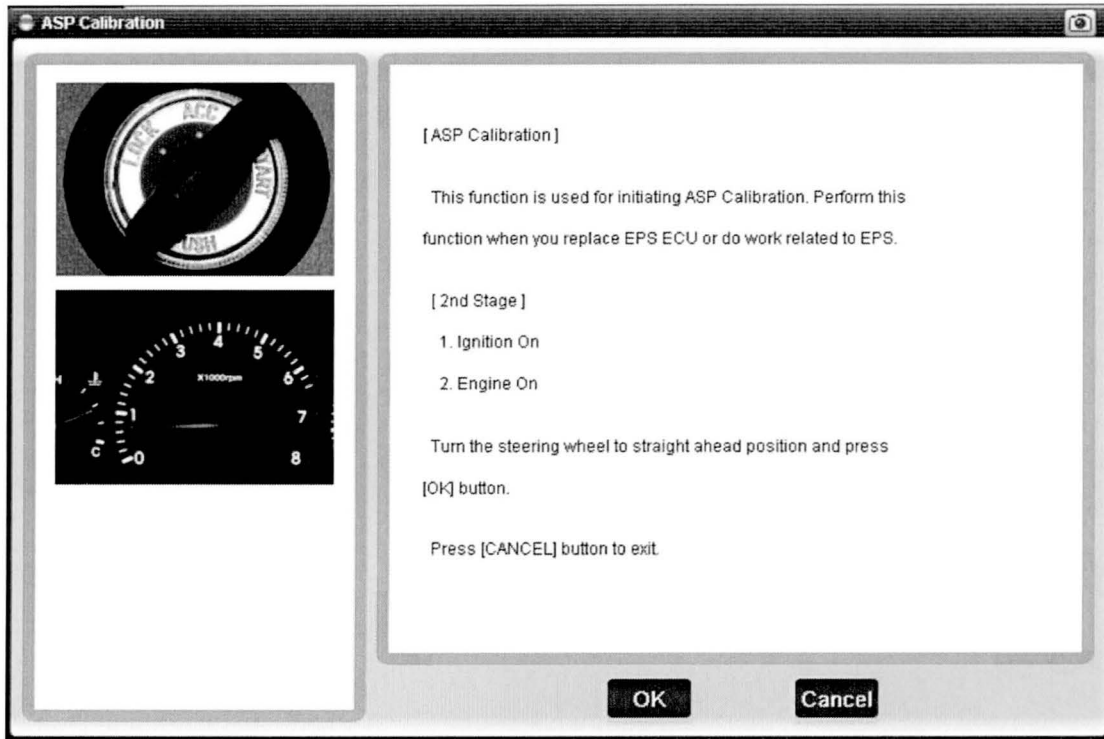 ASP Calibration
LOCK ACC START
PUSH
[ ASP Calibration ]
This function is used for initiating ASP Calibration. Perform this
function when you replace EPS ECU or do work related to EPS.
[ 2nd Stage ]
1. Ignition On
2. Engine On
Turn the steering wheel to straight ahead position and press
[OK] button.
Press [CANCEL] button to exit.
H
C
0 1 2 3 4 5 6 7 8
X1000rpm
OK
Cancel